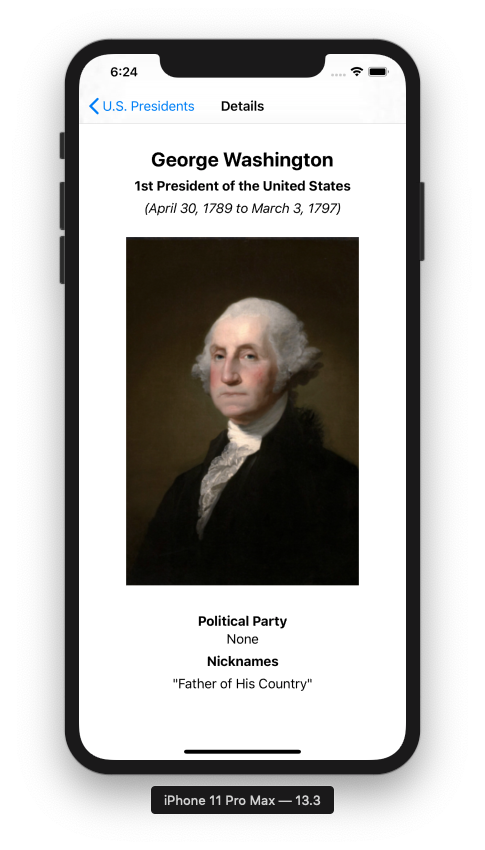 6:24
U.S. Presidents Details
George Washington
1st President of the United States
(April 30, 1789 to March 3, 1797)
Political Party
None
Nicknames
"Father of His Country"
iPhone 11 Pro Max — 13.3